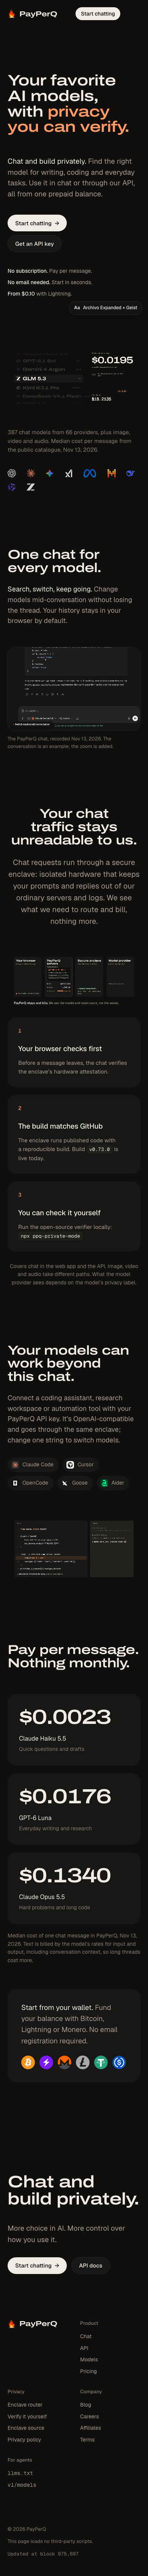 PayPerQ
Start chatting
Your favorite
AI models,
with privacy
you can verify.
Chat and build privately. Find the right
model for writing, coding and everyday
tasks. Use it in chat or through our API,
all from one prepaid balance.
Start chatting →
Get an API key
No subscription. Pay per message.
No email needed. Start in seconds.
From $0.10 with Lightning.
Aa Archivo Expanded + Geist
GLM 5.3
$0.0195
387 chat models from 66 providers, plus image,
video and audio. Median cost per message from
the public catalogue, Nov 13, 2026.
One chat for
every model.
Search, switch, keep going. Change
models mid-conversation without losing
the thread. Your history stays in your
browser by default.
The PayPerQ chat, recorded Nov 13, 2026. The
conversation is an example; the zoom is added.
Your chat
traffic stays
unreadable to us.
Chat requests run through a secure
enclave: isolated hardware that keeps
your prompts and replies out of our
ordinary servers and logs. We see
what we need to route and bill,
nothing more.
1
Your browser checks first
Before a message leaves, the chat verifies
the enclave's hardware attestation.
2
The build matches GitHub
The enclave runs published code with
a reproducible build. Build v0.73.0 is
live today.
3
You can check it yourself
Run the open-source verifier locally:
npx ppq-private-mode
Covers web chat and the API. Image, video
and audio take different paths. What the model
provider sees depends on the model's privacy label.
Your models can
work beyond
this chat.
Connect a coding assistant, research
workspace or automation tool with your
PayPerQ API key. It's OpenAI-compatible
and goes through the same enclave;
change one string to switch models.
Claude Code
Cursor
OpenCode
Goose
Aider
Pay per message.
Nothing monthly.
$0.0023
Claude Haiku 5.5
Quick questions and drafts
$0.0176
GPT-6 Luna
Everyday writing and research
$0.1340
Claude Opus 5.5
Hard problems and long code
Median cost of one chat message in PayPerQ, Nov 13,
2026. Text is billed at the model's rates for input and
output, including conversation context, so long threads
cost more.
Start from your wallet. Fund
your balance with Bitcoin,
Lightning or Monero. No email
registration required.
Chat and
build privately.
More choice in AI. More control over
how you use it.
Start chatting →
API docs
PayPerQ
Product
Chat
API
Models
Pricing
Privacy
Enclave router
Verify it yourself
Enclave source
Privacy policy
Company
Blog
Careers
Affiliates
Terms
For agents
llms.txt
v1/models
© 2026 PayPerQ
This page loads no third-party scripts.
Updated at block 975,697